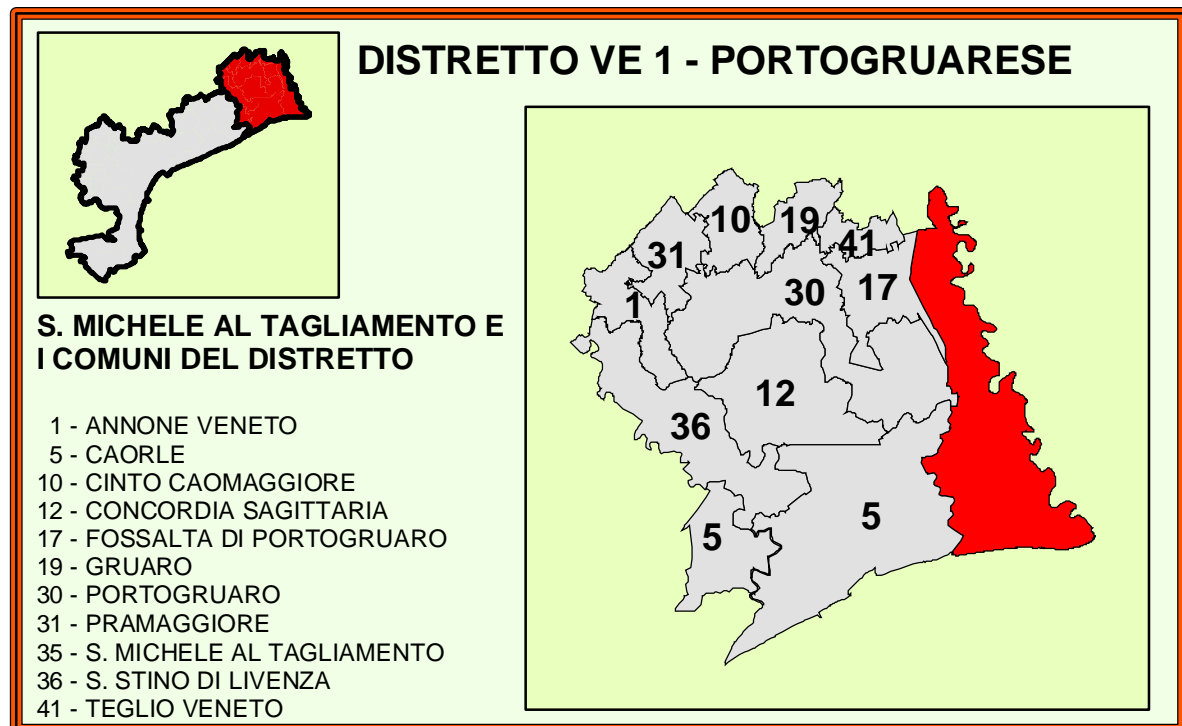 DISTRETTO VE 1 - PORTOGRUARESE
S. MICHELE AL TAGLIAMENTO E
I COMUNI DEL DISTRETTO
1 - ANNONE VENETO
5 - CAORLE
10 - CINTO CAOMAGGIORE
12 - CONCORDIA SAGITTARIA
17 - FOSSALTA DI PORTOGRUARO
19 - GRUARO
30 - PORTOGRUARO
31 - PRAMAGGIORE
35 - S. MICHELE AL TAGLIAMENTO
36 - S. STINO DI LIVENZA
41 - TEGLIO VENETO
10
19
41
31
17
30
1
12
36
5
5